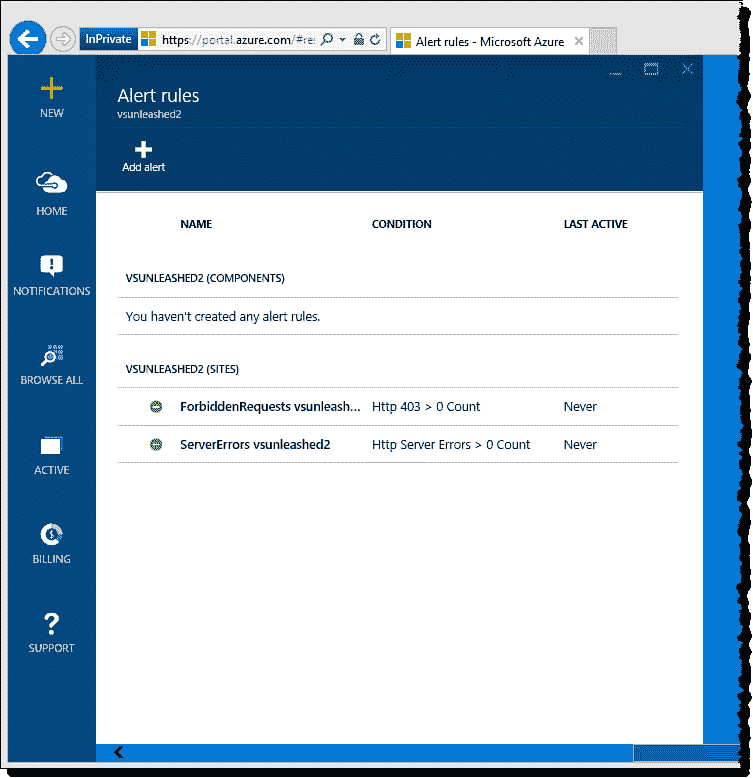 InPrivate https://portal.azure.com/#re Alert rules - Microsoft Azure
Alert rules
vsunleashed2
Add alert
NEW
HOME
NOTIFICATIONS
BROWSE ALL
ACTIVE
BILLING
SUPPORT
NAME CONDITION LAST ACTIVE
VSUNLEASHED2 (COMPONENTS)
You haven't created any alert rules.
VSUNLEASHED2 (SITES)
ForbiddenRequests vsunleash... Http 403 > 0 Count Never
ServerErrors vsunleashed2 Http Server Errors > 0 Count Never